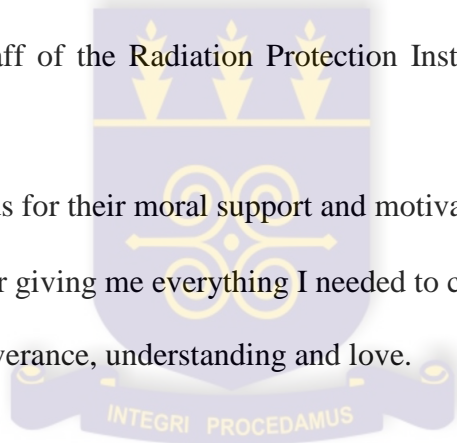 aff of the Radiation Protection Inst
s for their moral support and motiva
r giving me everything I needed to c
verance, understanding and love.
INTEGRI PROCEDAMUS